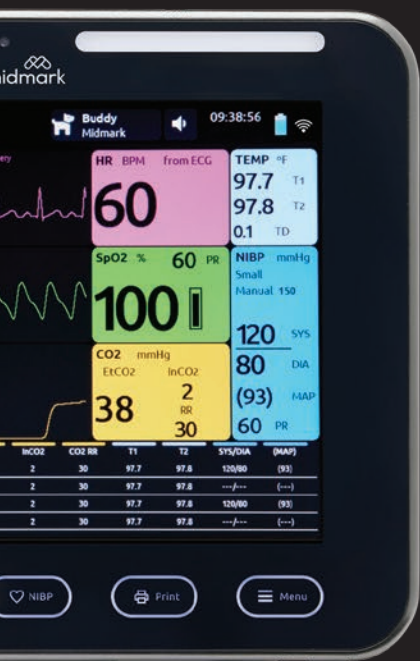 midmark
Buddy
Midmark
09:38:56
HR BPM from ECG
60
TEMP °F
97.7 T1
97.8 T2
0.1 TD
SpO2 % 60 PR
100
NIBP mmHg
Small
Manual 150
120 SYS
80 DIA
(93) MAP
60 PR
CO2 mmHg
EtCO2 InCO2
38 2
RR
30
InCO2 CO2 RR T1 T2 SYS/DIA (MAP)
2 30 97.7 97.8 120/80 (93)
2 30 97.7 97.8 ---/--- (---)
2 30 97.7 97.8 120/80 (93)
2 30 97.7 97.8 ---/--- (---)
NIBP Print Menu